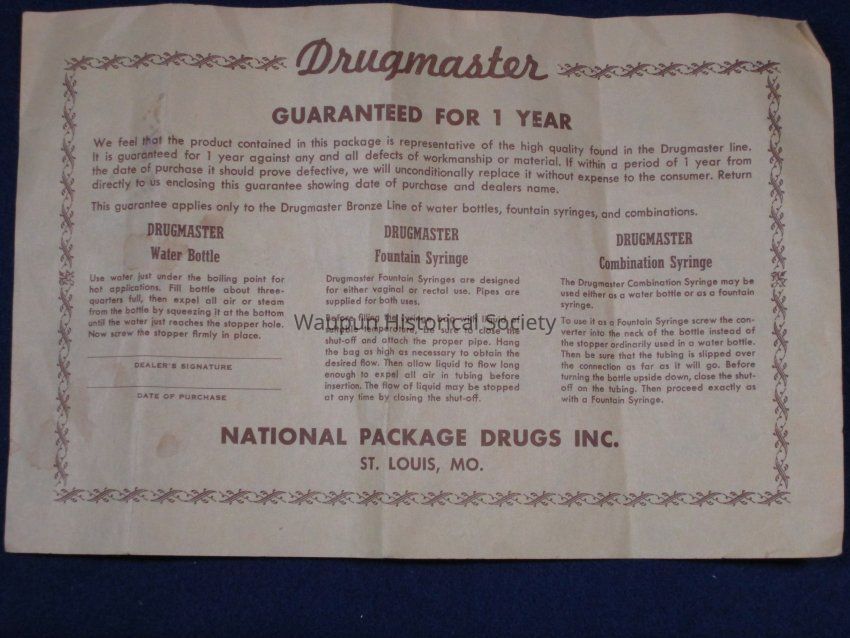 Drugmaster
GUARANTEED FOR 1 YEAR
We feel that the product contained in this package is representative of the high quality found in the Drugmaster line.
It is guaranteed for 1 year against any and all defects of workmanship or material. If within a period of 1 year from
the date of purchase it should prove defective, we will unconditionally replace it without expense to the consumer. Return
directly to us enclosing this guarantee showing date of purchase and dealers name.
This guarantee applies only to the Drugmaster Bronze Line of water bottles, fountain syringes, and combinations.
DRUGMASTER
Water Bottle
Use water just under the boiling point for
hot applications. Fill bottle about three-
quarters full, then expel all air or steam
from the bottle by squeezing it at the bottom
until the water just reaches the stopper hole.
Now screw the stopper firmly in place.
DEALER'S SIGNATURE
DATE OF PURCHASE
DRUGMASTER
Fountain Syringe
Drugmaster Fountain Syringes are designed
for either vaginal or rectal use. Pipes are
supplied for both uses.
Before filling the syringe bag with liquid of
temperature, be sure to close the
shut-off and attach the proper pipe. Hang
the bag as high as necessary to obtain the
desired flow. Then allow liquid to flow long
enough to expel all air in tubing before
insertion. The flow of liquid may be stopped
at any time by closing the shut-off.
DRUGMASTER
Combination Syringe
The Drugmaster Combination Syringe may be
used either as a water bottle or as a fountain
syringe.
To use it as a Fountain Syringe screw the con-
verter into the neck of the bottle instead of
the stopper ordinarily used in a water bottle.
Then be sure that the tubing is slipped over
the connection as far as it will go. Before
turning the bottle upside down, close the shut-
off on the tubing. Then proceed exactly as
with a Fountain Syringe.
NATIONAL PACKAGE DRUGS INC.
ST. LOUIS, MO.
Waupun Historical Society